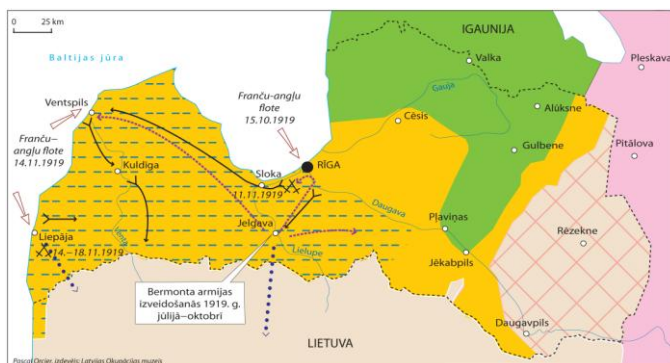 0 25 km
Baltijas jūra
IGAUNIJA
Valka
Pleskava
Franču-angļu
flote
15.10.1919
Gauja
Ventspils
Cēsis
Alūksne
Franču–
angļu flote
14.11.1919
Gulbene
Pitālova
Kuldīga
Sloka
RĪGA
11.11.1919
Daugava
Pļaviņas
Liepāja
Jelgava
Rēzekne
14.–18.11.1919
Venta
Lielupe
Jēkabpils
Bermonta armijas
izveidošanās 1919. g.
jūlijā–oktobrī
Daugavpils
LIETUVA
Pascal Orcier, izdevējs: Latvijas Okupācijas muzejs